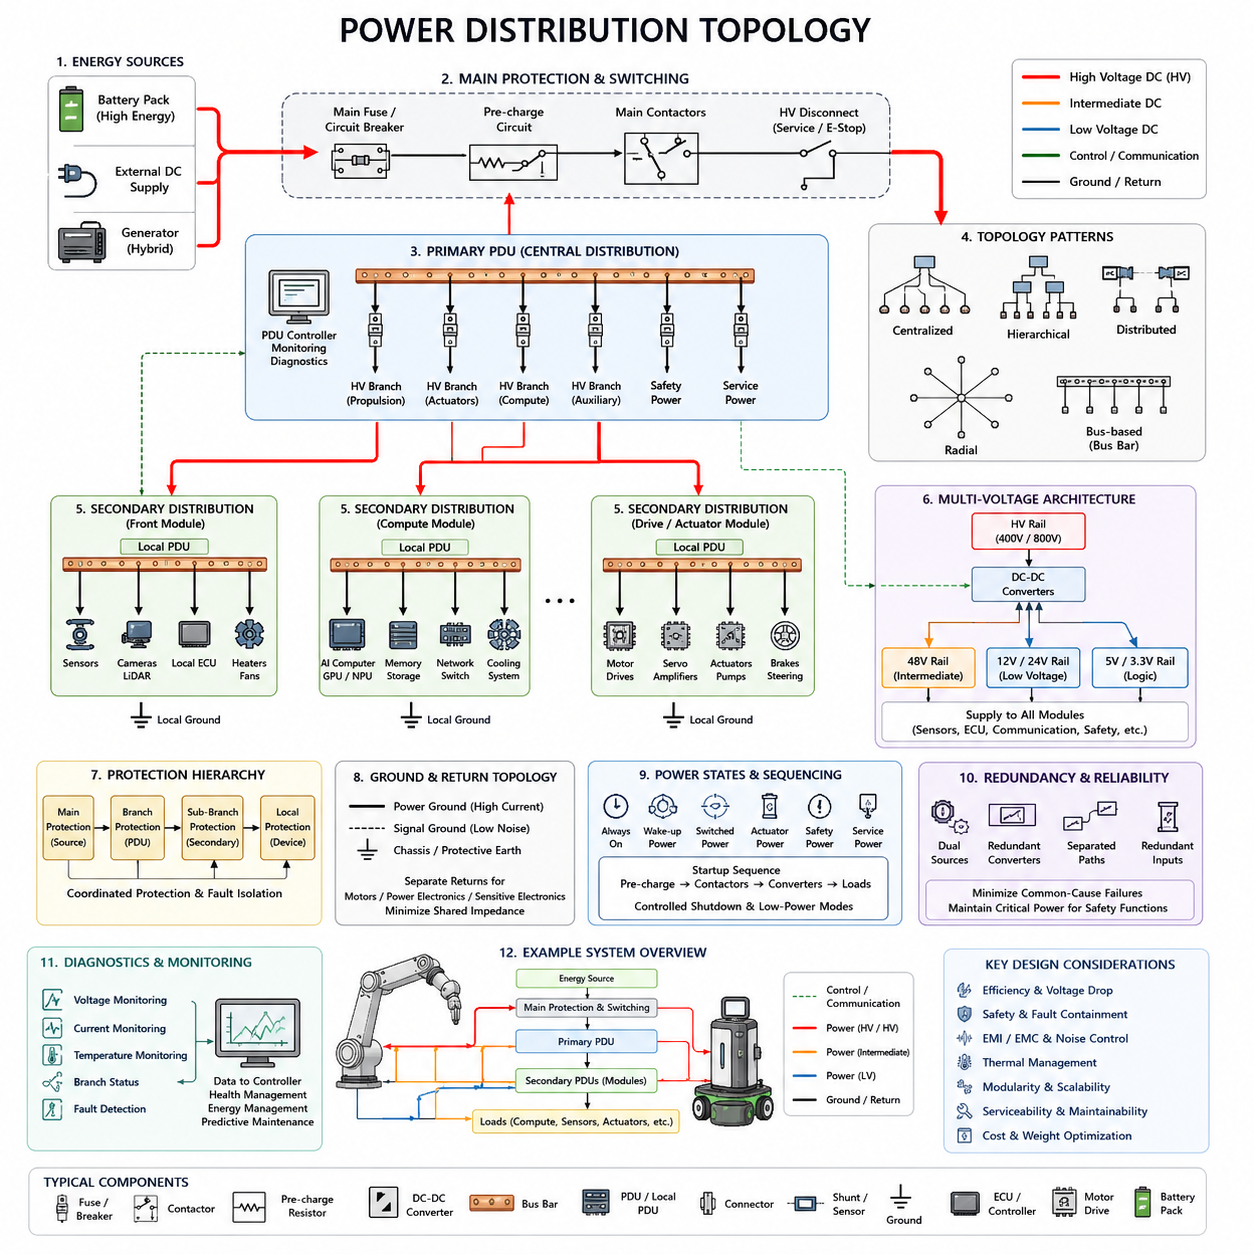 POWER DISTRIBUTION TOPOLOGY
1. ENERGY SOURCES
Battery Pack
(High Energy)
External DC
Supply
Generator
(Hybrid)
2. MAIN PROTECTION & SWITCHING
Main Fuse /
Circuit Breaker
Pre-charge
Circuit
Main Contactors
HV Disconnect
(Service / E-Stop)
High Voltage DC (HV)
Intermediate DC
Low Voltage DC
Control / Communication
Ground / Return
3. PRIMARY PDU (CENTRAL DISTRIBUTION)
PDU Controller
Monitoring
Diagnostics
HV Branch
(Propulsion)
HV Branch
(Actuators)
HV Branch
(Compute)
HV Branch
(Auxiliary)
Safety
Power
Service
Power
4. TOPOLOGY PATTERNS
Centralized
Hierarchical
Distributed
Radial
Bus-based
(Bus Bar)
5. SECONDARY DISTRIBUTION
(Front Module)
Local PDU
Sensors
Cameras
LiDAR
Local ECU
Heaters
Fans
Local Ground
5. SECONDARY DISTRIBUTION
(Compute Module)
Local PDU
AI Computer
GPU / NPU
Memory
Storage
Network
Switch
Cooling
System
Local Ground
...
5. SECONDARY DISTRIBUTION
(Drive / Actuator Module)
Local PDU
Motor
Drives
Servo
Amplifiers
Actuators
Pumps
Brakes
Steering
Local Ground
6. MULTI-VOLTAGE ARCHITECTURE
HV Rail
(400V / 800V)
DC-DC
Converters
48V Rail
(Intermediate)
12V / 24V Rail
(Low Voltage)
5V / 3.3V Rail
(Logic)
Supply to All Modules
(Sensors, ECU, Communication, Safety, etc.)
7. PROTECTION HIERARCHY
Main
Protection
(Source)
Branch
Protection
(PDU)
Sub-Branch
Protection
(Secondary)
Local
Protection
(Device)
Coordinated Protection & Fault Isolation
8. GROUND & RETURN TOPOLOGY
Power Ground (High Current)
Signal Ground (Low Noise)
Chassis / Protective Earth
Separate Returns for
Motors / Power Electronics / Sensitive Electronics
Minimize Shared Impedance
9. POWER STATES & SEQUENCING
Always
On
Wake-up
Power
Switched
Power
Actuator
Power
Safety
Power
Service
Power
Startup Sequence
Pre-charge → Contactors → Converters → Loads
Controlled Shutdown & Low-Power Modes
10. REDUNDANCY & RELIABILITY
Dual
Sources
Redundant
Converters
Separated
Paths
Redundant
Inputs
Minimize Common-Cause Failures
Maintain Critical Power for Safety Functions
11. DIAGNOSTICS & MONITORING
Voltage Monitoring
Current Monitoring
Temperature Monitoring
Branch Status
Fault Detection
Data to Controller
Health Management
Energy Management
Predictive Maintenance
12. EXAMPLE SYSTEM OVERVIEW
Energy Source
Main Protection & Switching
Primary PDU
Secondary PDUs (Modules)
Loads (Compute, Sensors, Actuators, etc.)
Control /
Communication
Power (HV / HV)
Power (Intermediate)
Power (LV)
Ground / Return
KEY DESIGN CONSIDERATIONS
Efficiency & Voltage Drop
Safety & Fault Containment
EMI / EMC & Noise Control
Thermal Management
Modularity & Scalability
Serviceability & Maintainability
Cost & Weight Optimization
TYPICAL COMPONENTS
Fuse /
Breaker
Contactor
Pre-charge
Resistor
DC-DC
Converter
Bus Bar
PDU / Local
PDU
Connector
Shunt /
Sensor
Ground
ECU /
Controller
Motor
Drive
Battery
Pack